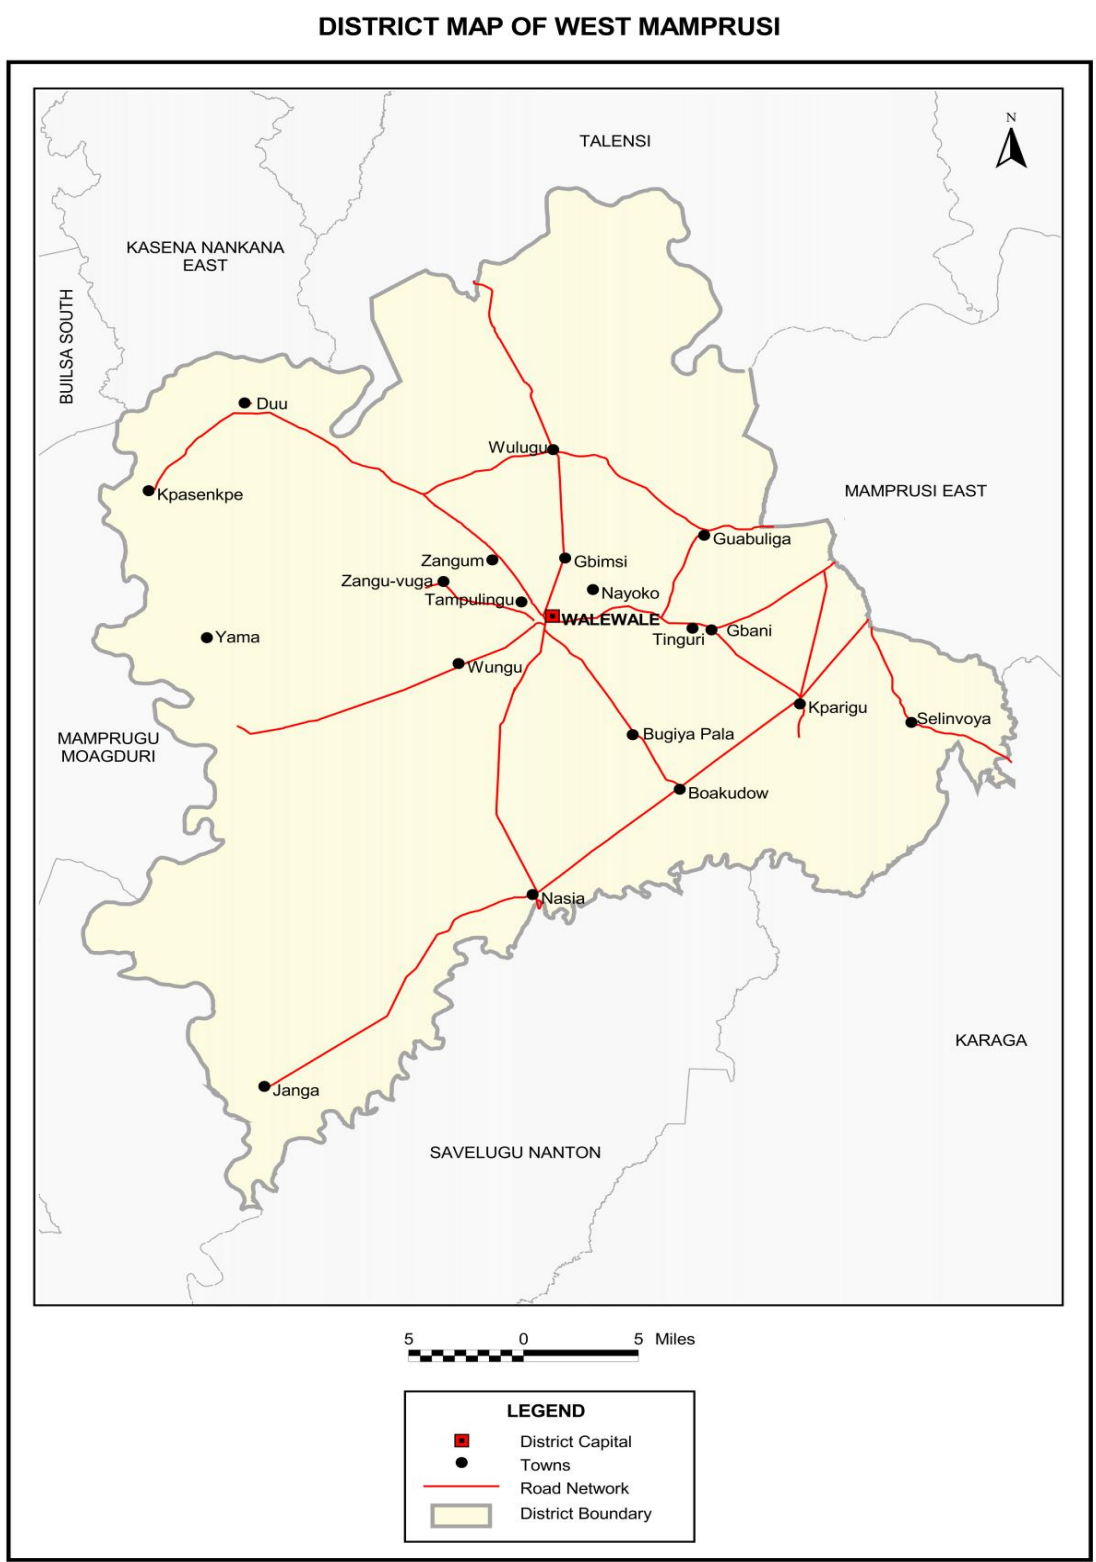 DISTRICT MAP OF WEST MAMPRUSI
N
TALENSI
KASENA NANKANA
EAST
BUILSA SOUTH
Duu
Wulugu
Kpasenkpe
MAMPRUSI EAST
Guabuliga
Zangum
Gbimsi
Zangu-vuga
Nayoko
Tampulingu
WALEWALE
Yama
Tinguri
Gbani
Wungu
Kparigu
Selinvoya
MAMPRUGU
MOAGDURI
Bugiya Pala
Boakudow
Nasia
KARAGA
Janga
SAVELUGU NANTON
5 0 5 Miles
LEGEND
District Capital
Towns
Road Network
District Boundary